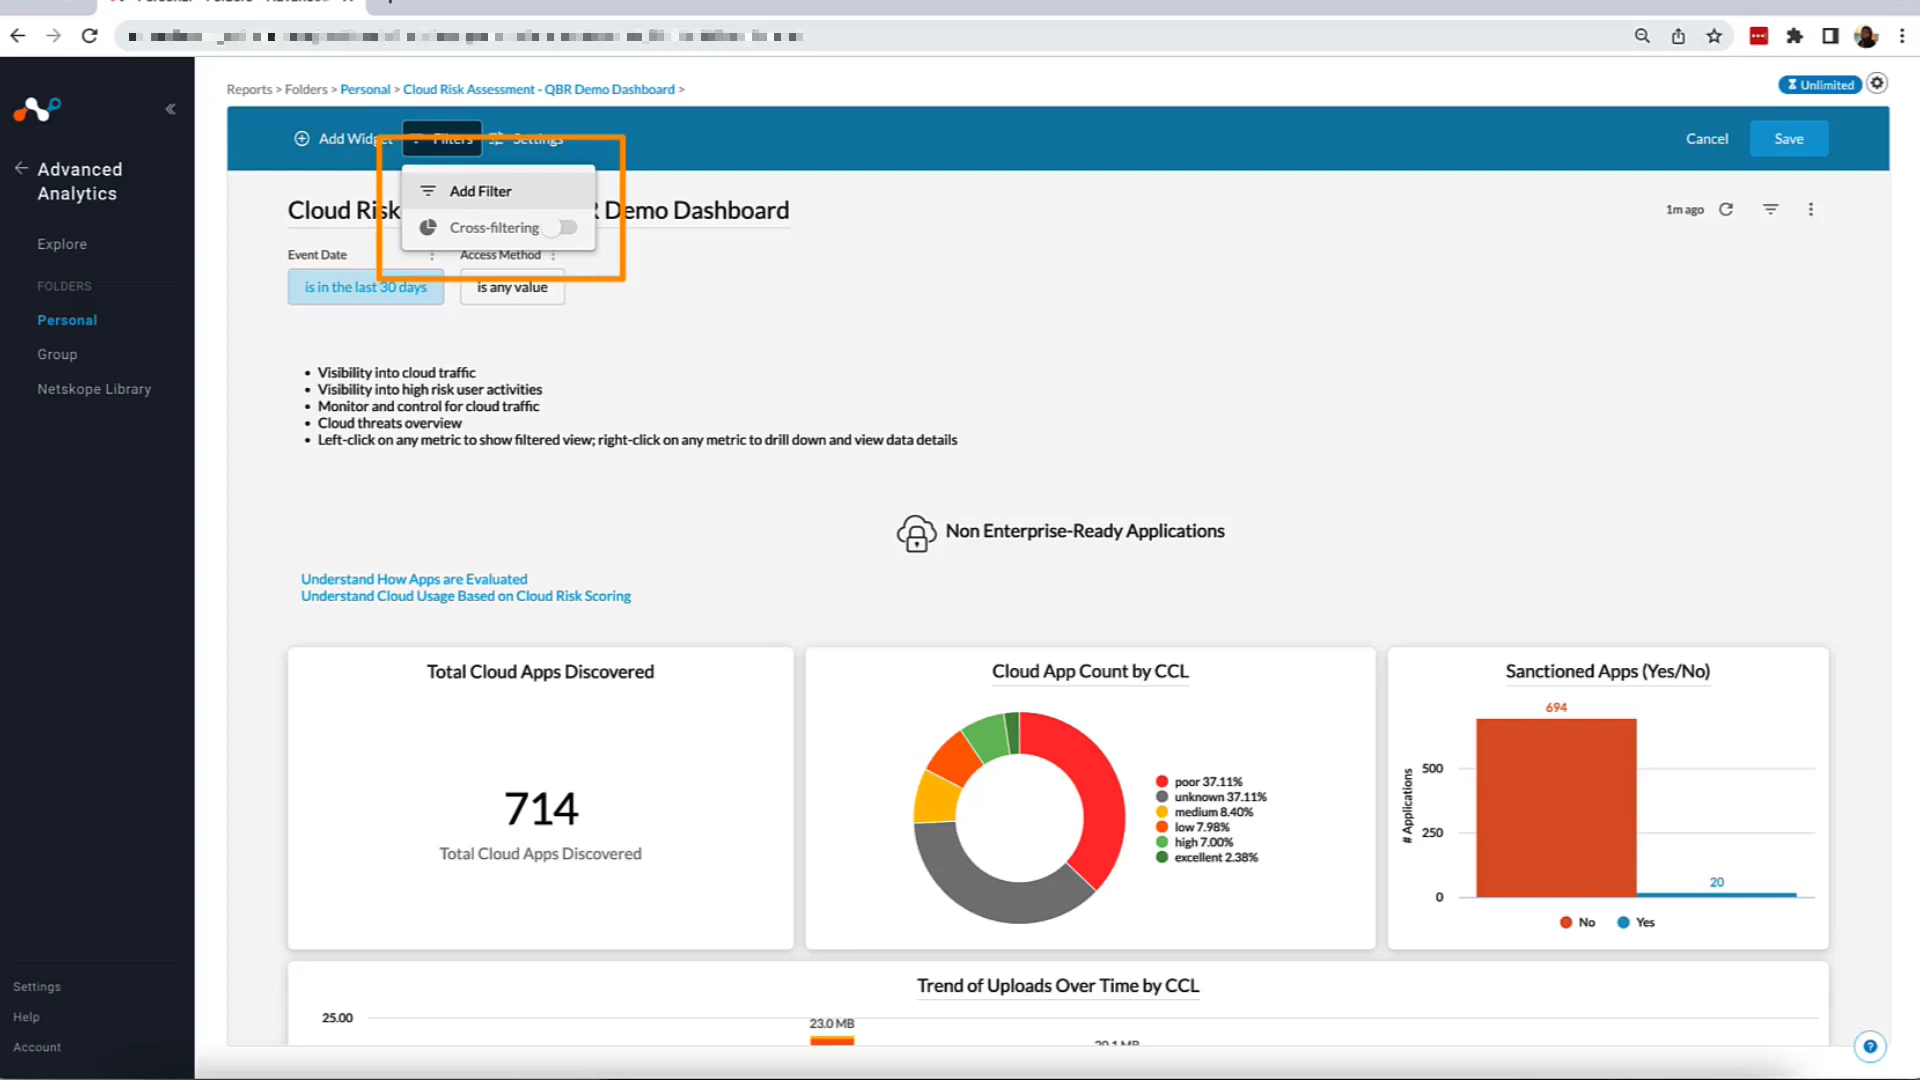 Reports > Folders > Personal > Cloud Risk Assessment - QBR Demo Dashboard >
Unlimited
Advanced
Analytics
Explore
FOLDERS
Personal
Group
Netskope Library
Settings
Help
Account
Add Widget
Filters
Settings
Cancel
Save
Add Filter
Cross-filtering
Cloud Risk
R Demo Dashboard
1m ago
Event Date
Access Method
is in the last 30 days
is any value
• Visibility into cloud traffic
• Visibility into high risk user activities
• Monitor and control for cloud traffic
• Cloud threats overview
• Left-click on any metric to show filtered view; right-click on any metric to drill down and view data details
Non Enterprise-Ready Applications
Understand How Apps are Evaluated
Understand Cloud Usage Based on Cloud Risk Scoring
Total Cloud Apps Discovered
714
Total Cloud Apps Discovered
Cloud App Count by CCL
poor 37.11%
unknown 37.11%
medium 8.40%
low 7.98%
high 7.00%
excellent 2.38%
Sanctioned Apps (Yes/No)
694
# Applications
500
250
0
20
No
Yes
Trend of Uploads Over Time by CCL
25.00
23.0 MB
20.1 MB